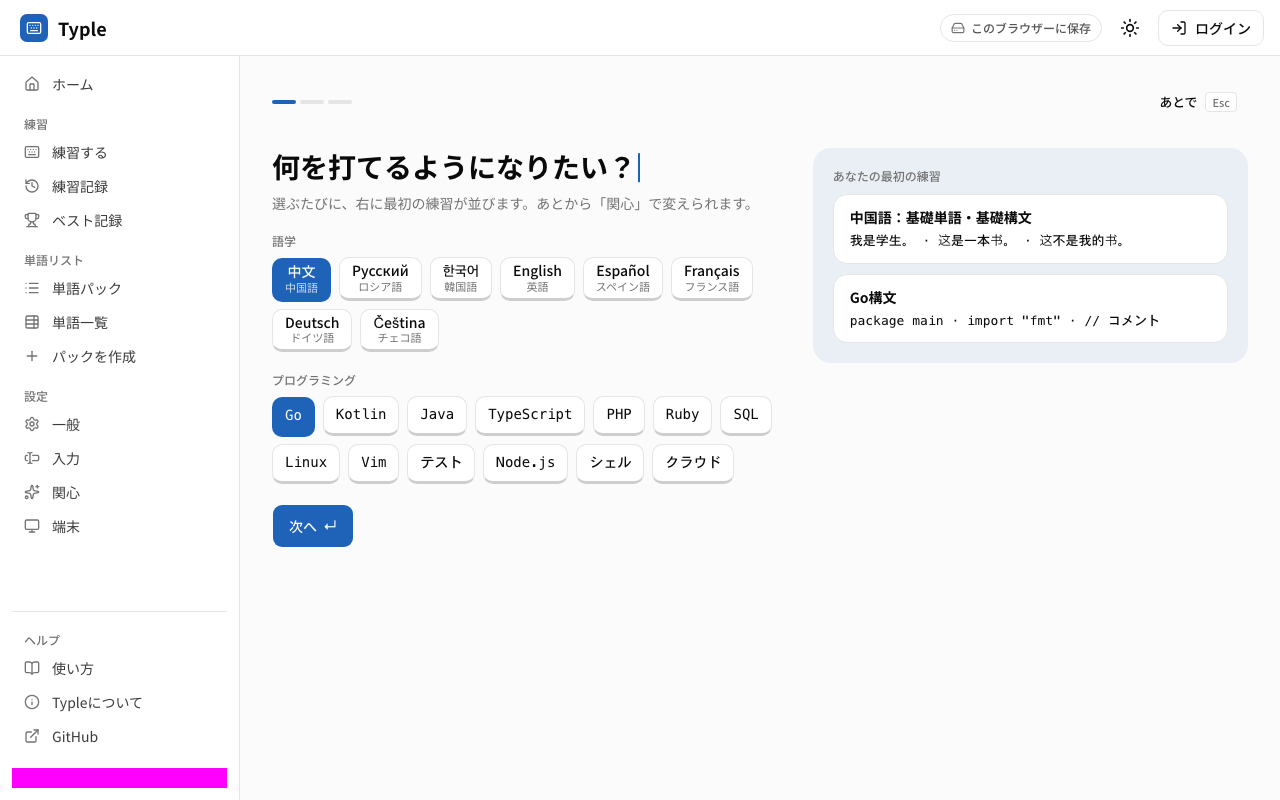 Typle
このブラウザーに保存
ログイン
ホーム
練習
練習する
練習記録
ベスト記録
単語リスト
単語パック
単語一覧
パックを作成
設定
一般
入力
関心
端末
ヘルプ
使い方
Typleについて
GitHub
あとで Esc
何を打てるようになりたい？
選ぶたびに、右に最初の練習が並びます。あとから「関心」で変えられます。
語学
中文 Русский 한국어 English Español Français
中国語 ロシア語 韓国語 英語 スペイン語 フランス語
Deutsch Čeština
ドイツ語 チェコ語
プログラミング
Go Kotlin Java TypeScript PHP Ruby SQL
Linux Vim テスト Node.js シェル クラウド
次へ ↵
あなたの最初の練習
中国語：基礎単語・基礎構文
我是学生。 · 这是一本书。 · 这不是我的书。
Go構文
package main · import "fmt" · // コメント